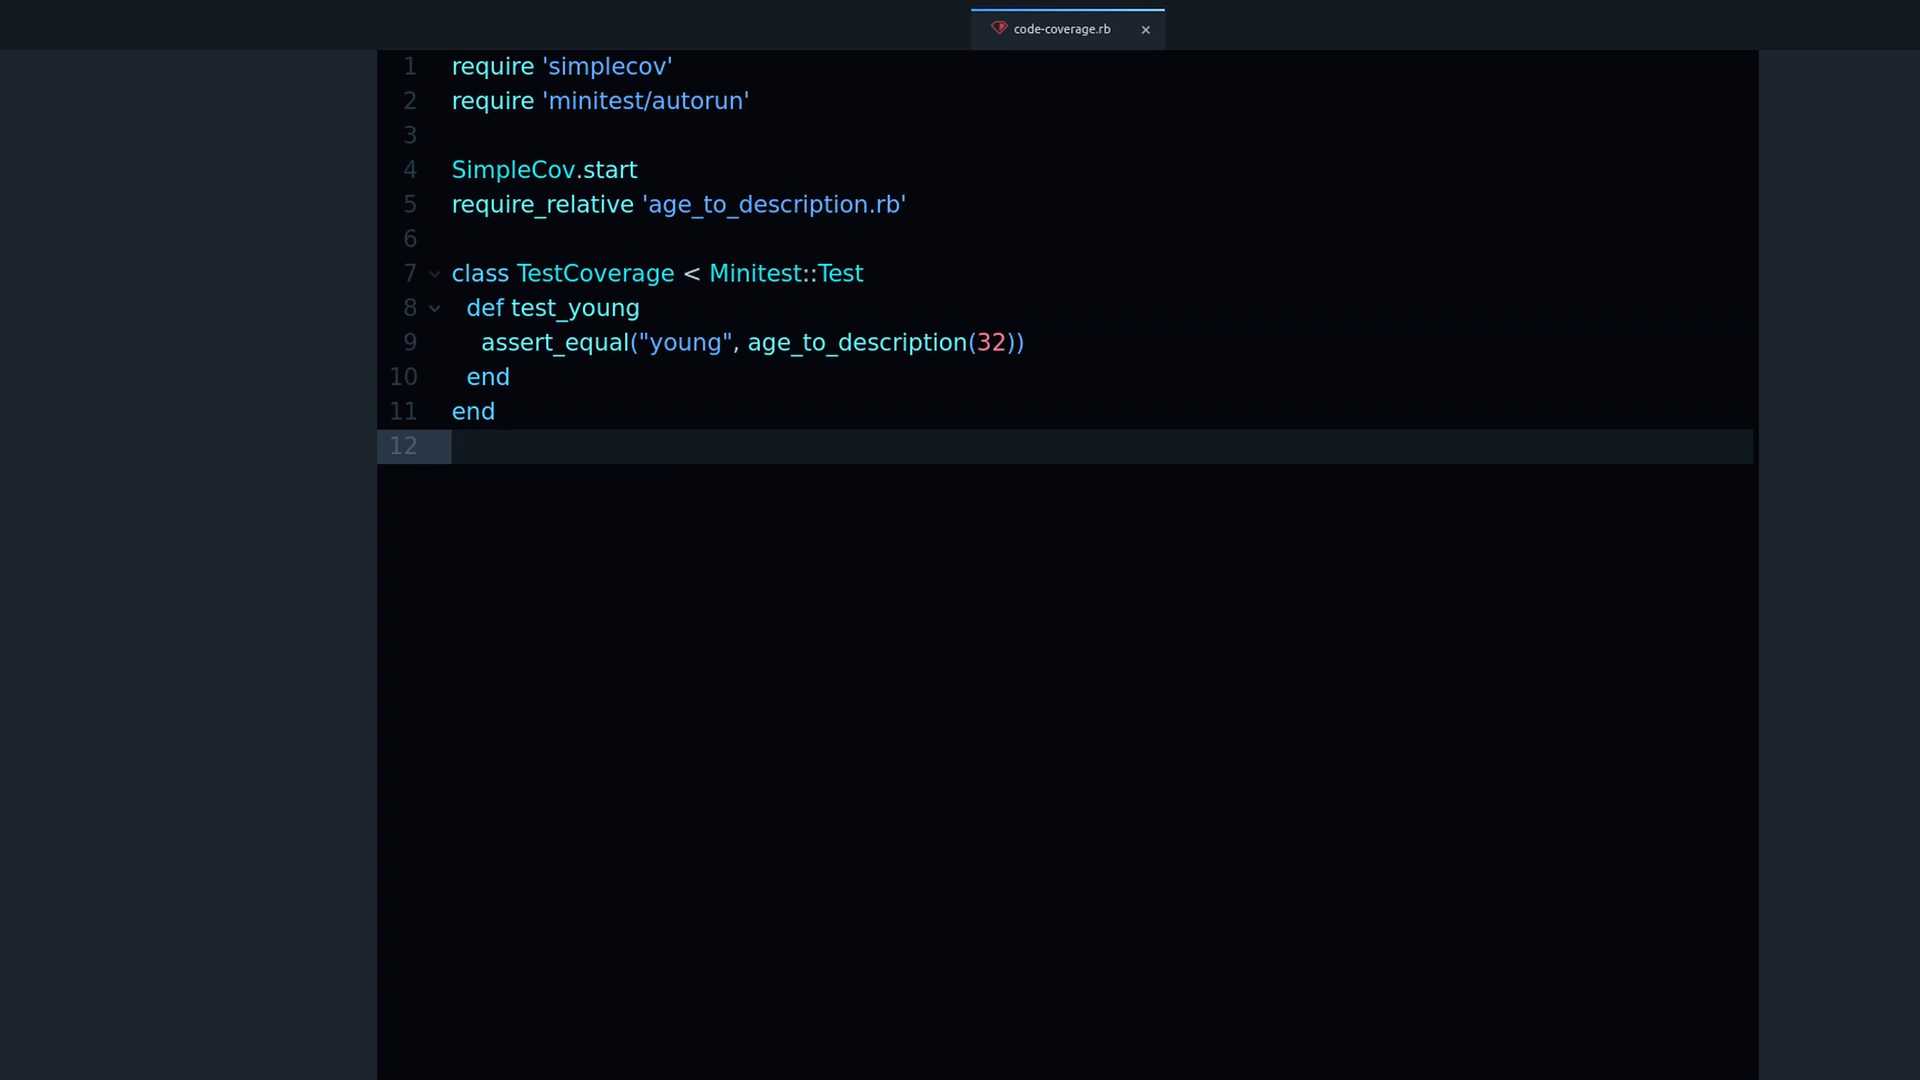 code-coverage.rb ×
1 require 'simplecov'
2 require 'minitest/autorun'
3
4 SimpleCov.start
5 require_relative 'age_to_description.rb'
6
7 class TestCoverage < Minitest::Test
8   def test_young
9     assert_equal("young", age_to_description(32))
10   end
11 end
12